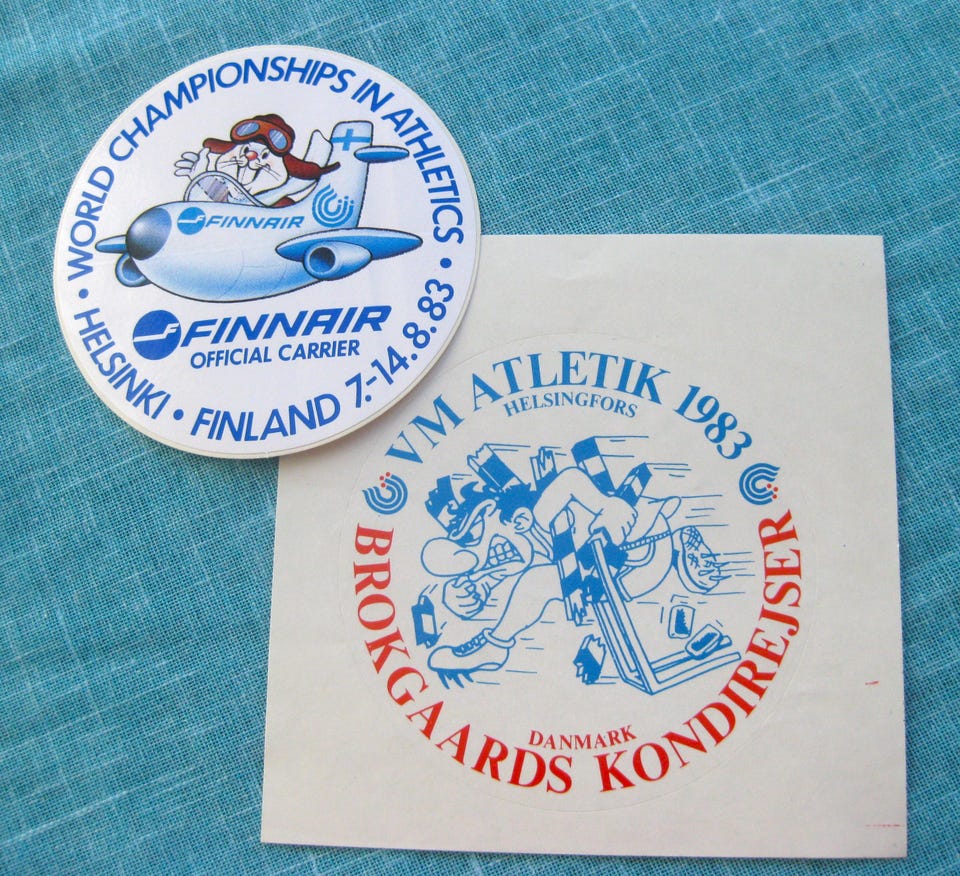 • WORLD CHAMPIONSHIPS IN ATHLETICS •
FINNAIR
FINNAIR
OFFICIAL CARRIER
HELSINKI • FINLAND 7.-14.8.83
VM ATLETIK 1983
HELSINGFORS
DANMARK
BROKGAARDS KONDIREJSER